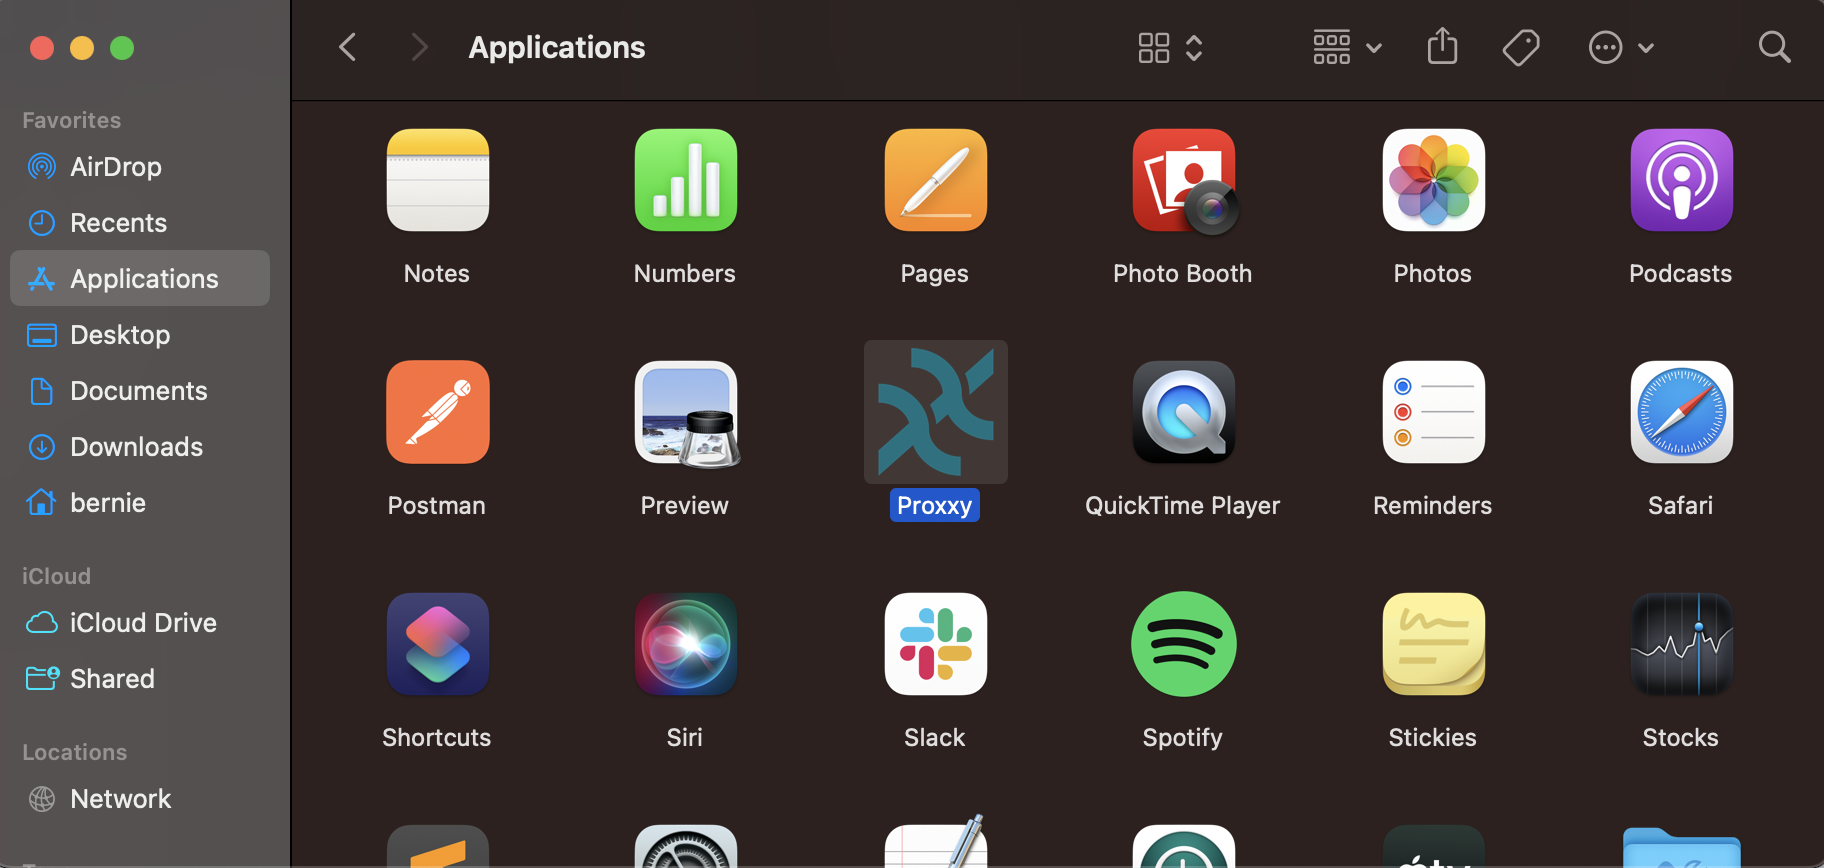 Applications
Favorites
AirDrop
Recents
Applications
Desktop
Documents
Downloads
bernie
iCloud
iCloud Drive
Shared
Locations
Network
Notes
Numbers
Pages
Photo Booth
Photos
Podcasts
Postman
Preview
Proxxy
QuickTime Player
Reminders
Safari
Shortcuts
Siri
Slack
Spotify
Stickies
Stocks